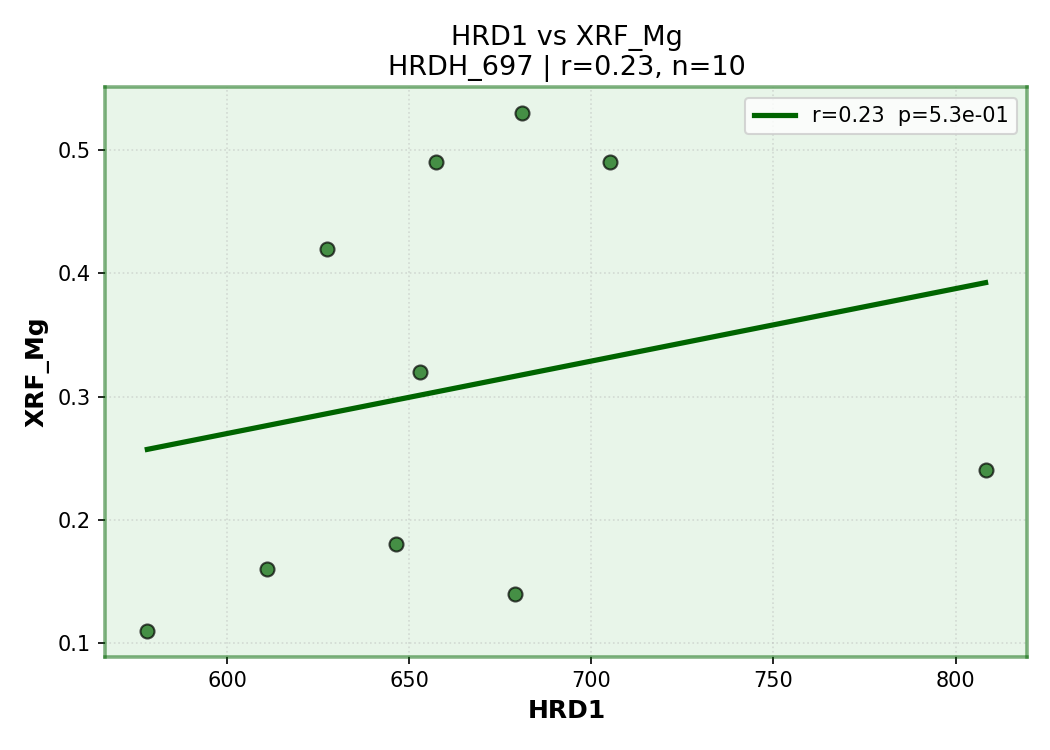 HRD1 vs XRF_Mg
HRDH_697 | r=0.23, n=10
r=0.23  p=5.3e-01
XRF_Mg
0.5
0.4
0.3
0.2
0.1
600
650
700
750
800
HRD1